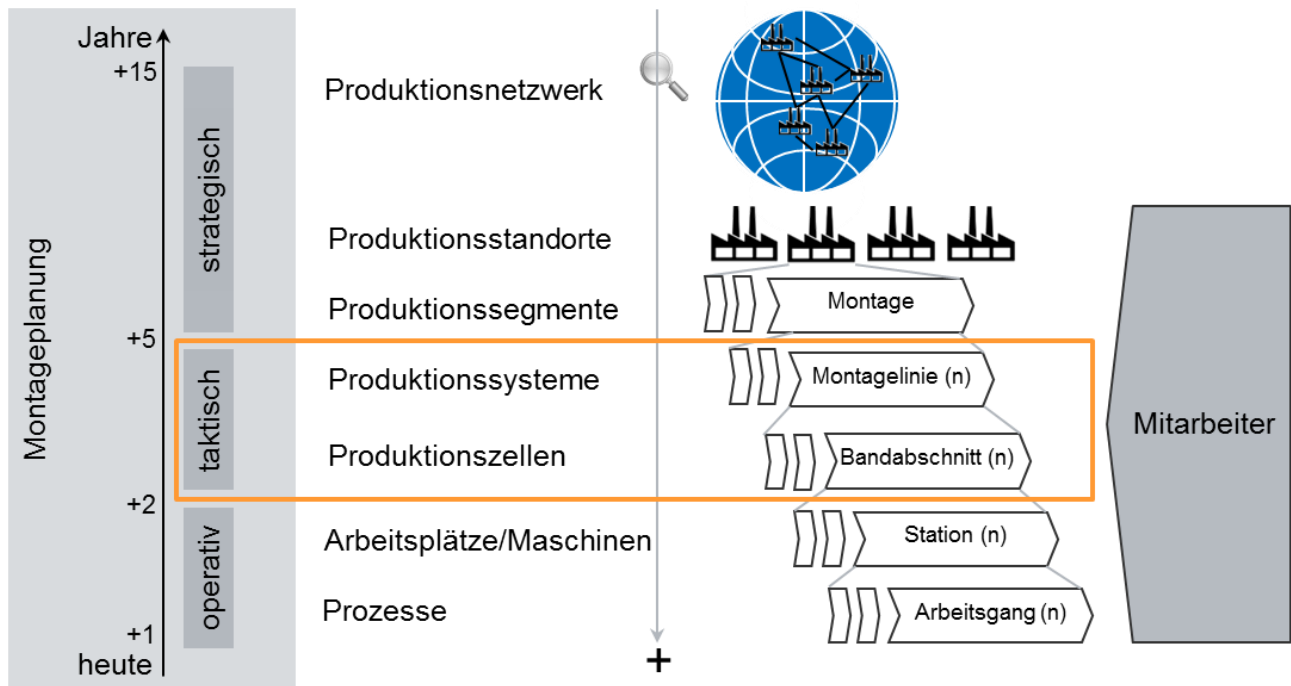 Jahre
+15
Produktionsnetzwerk
strategisch
Produktionsstandorte
Produktionssegmente
Montage
Montageplanung
+5
taktisch
Produktionssysteme
Montagelinie (n)
Mitarbeiter
Produktionszellen
Bandabschnitt (n)
+2
operativ
Arbeitsplätze/Maschinen
Station (n)
Prozesse
Arbeitsgang (n)
+1
heute
+